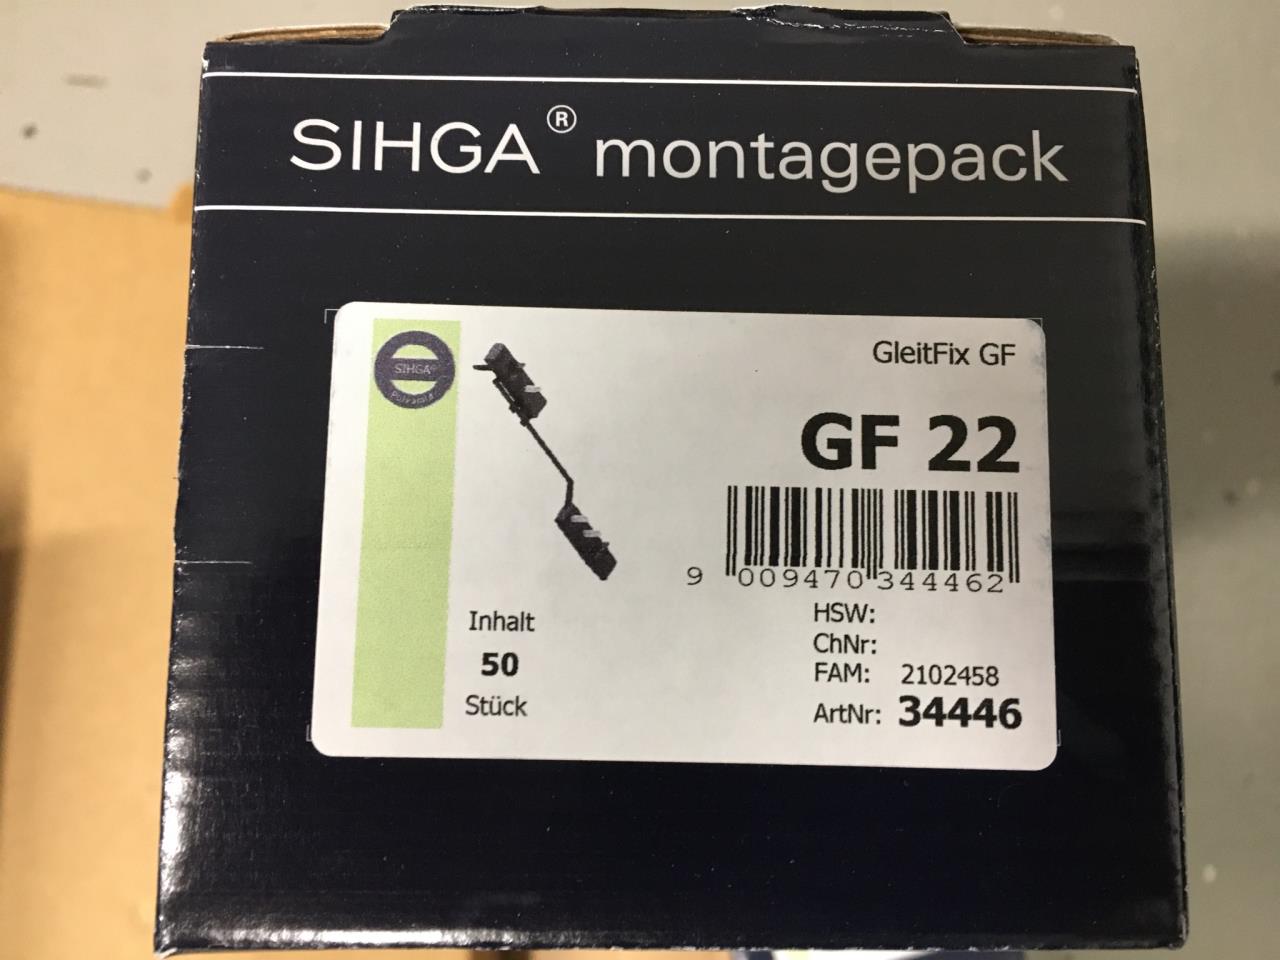 SIHGA® montagepack
SIHGA®
GleitFix GF
GF 22
9 009470 344462
Inhalt
50
Stück
HSW:
ChNr:
FAM: 2102458
ArtNr: 34446